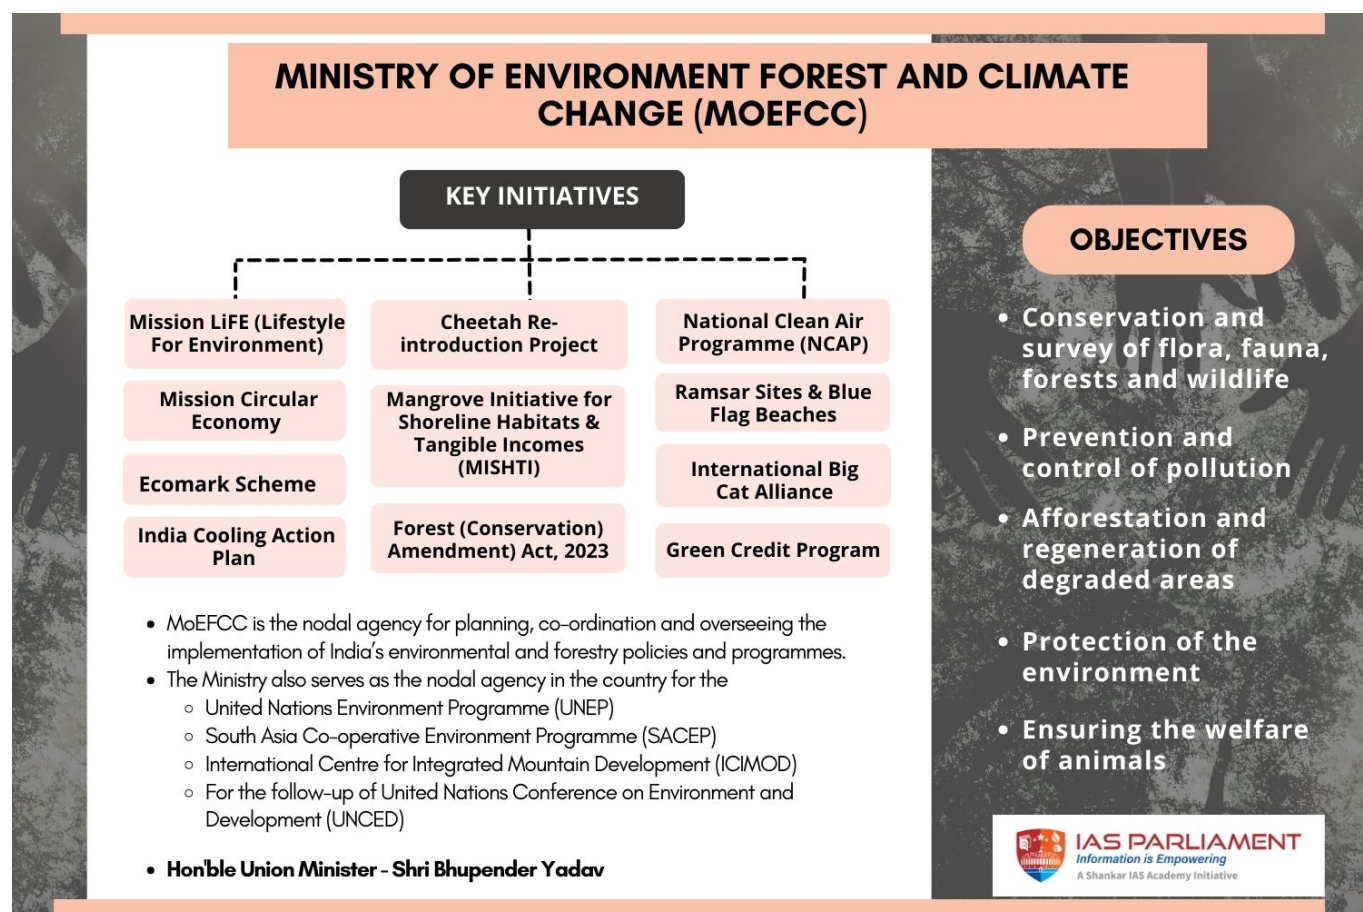 MINISTRY OF ENVIRONMENT FOREST AND CLIMATE
CHANGE (MOEFCC)
KEY INITIATIVES
Mission LiFE (Lifestyle
For Environment)
Mission Circular
Economy
Ecomark Scheme
India Cooling Action
Plan
Cheetah Re-
introduction Project
Mangrove Initiative for
Shoreline Habitats &
Tangible Incomes
(MISHTI)
Forest (Conservation)
Amendment) Act, 2023
National Clean Air
Programme (NCAP)
Ramsar Sites & Blue
Flag Beaches
International Big
Cat Alliance
Green Credit Program
• MoEFCC is the nodal agency for planning, co-ordination and overseeing the
implementation of India's environmental and forestry policies and programmes.
• The Ministry also serves as the nodal agency in the country for the
◦ United Nations Environment Programme (UNEP)
◦ South Asia Co-operative Environment Programme (SACEP)
◦ International Centre for Integrated Mountain Development (ICIMOD)
◦ For the follow-up of United Nations Conference on Environment and
Development (UNCED)
• Hon'ble Union Minister - Shri Bhupender Yadav
OBJECTIVES
• Conservation and
survey of flora, fauna,
forests and wildlife
• Prevention and
control of pollution
• Afforestation and
regeneration of
degraded areas
• Protection of the
environment
• Ensuring the welfare
of animals
IAS PARLIAMENT
Information is Empowering
A Shankar IAS Academy Initiative